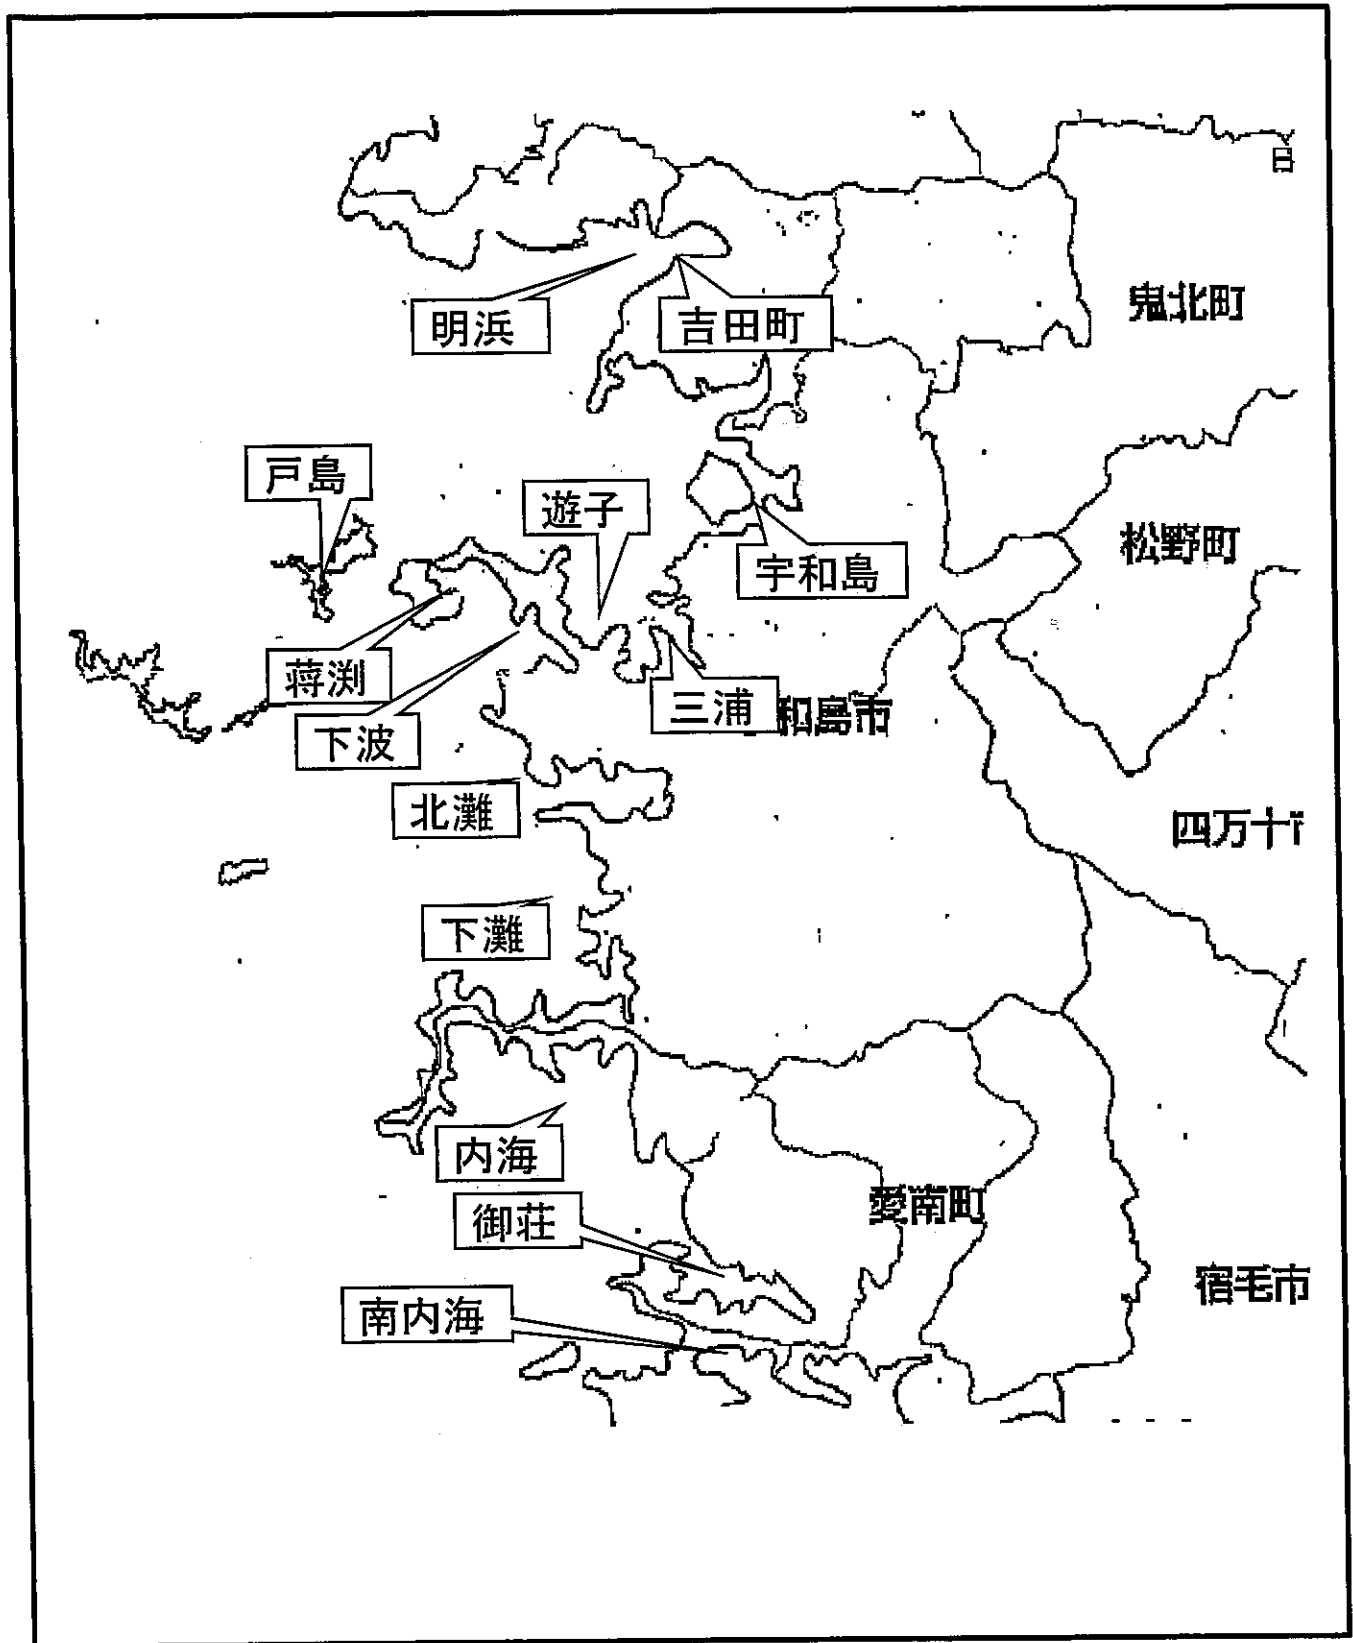 日
鬼北町
明浜
吉田町
戸島
遊子
松野町
宇和島
蒋渕
三浦
和島市
下波
北灘
四万十
下灘
内海
愛南町
御荘
宿毛市
南内海